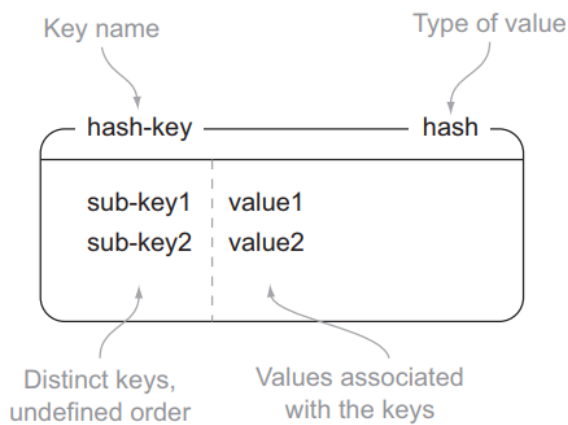 Key name
Type of value
hash-key
hash
sub-key1 value1
sub-key2 value2
Distinct keys,
undefined order
Values associated
with the keys